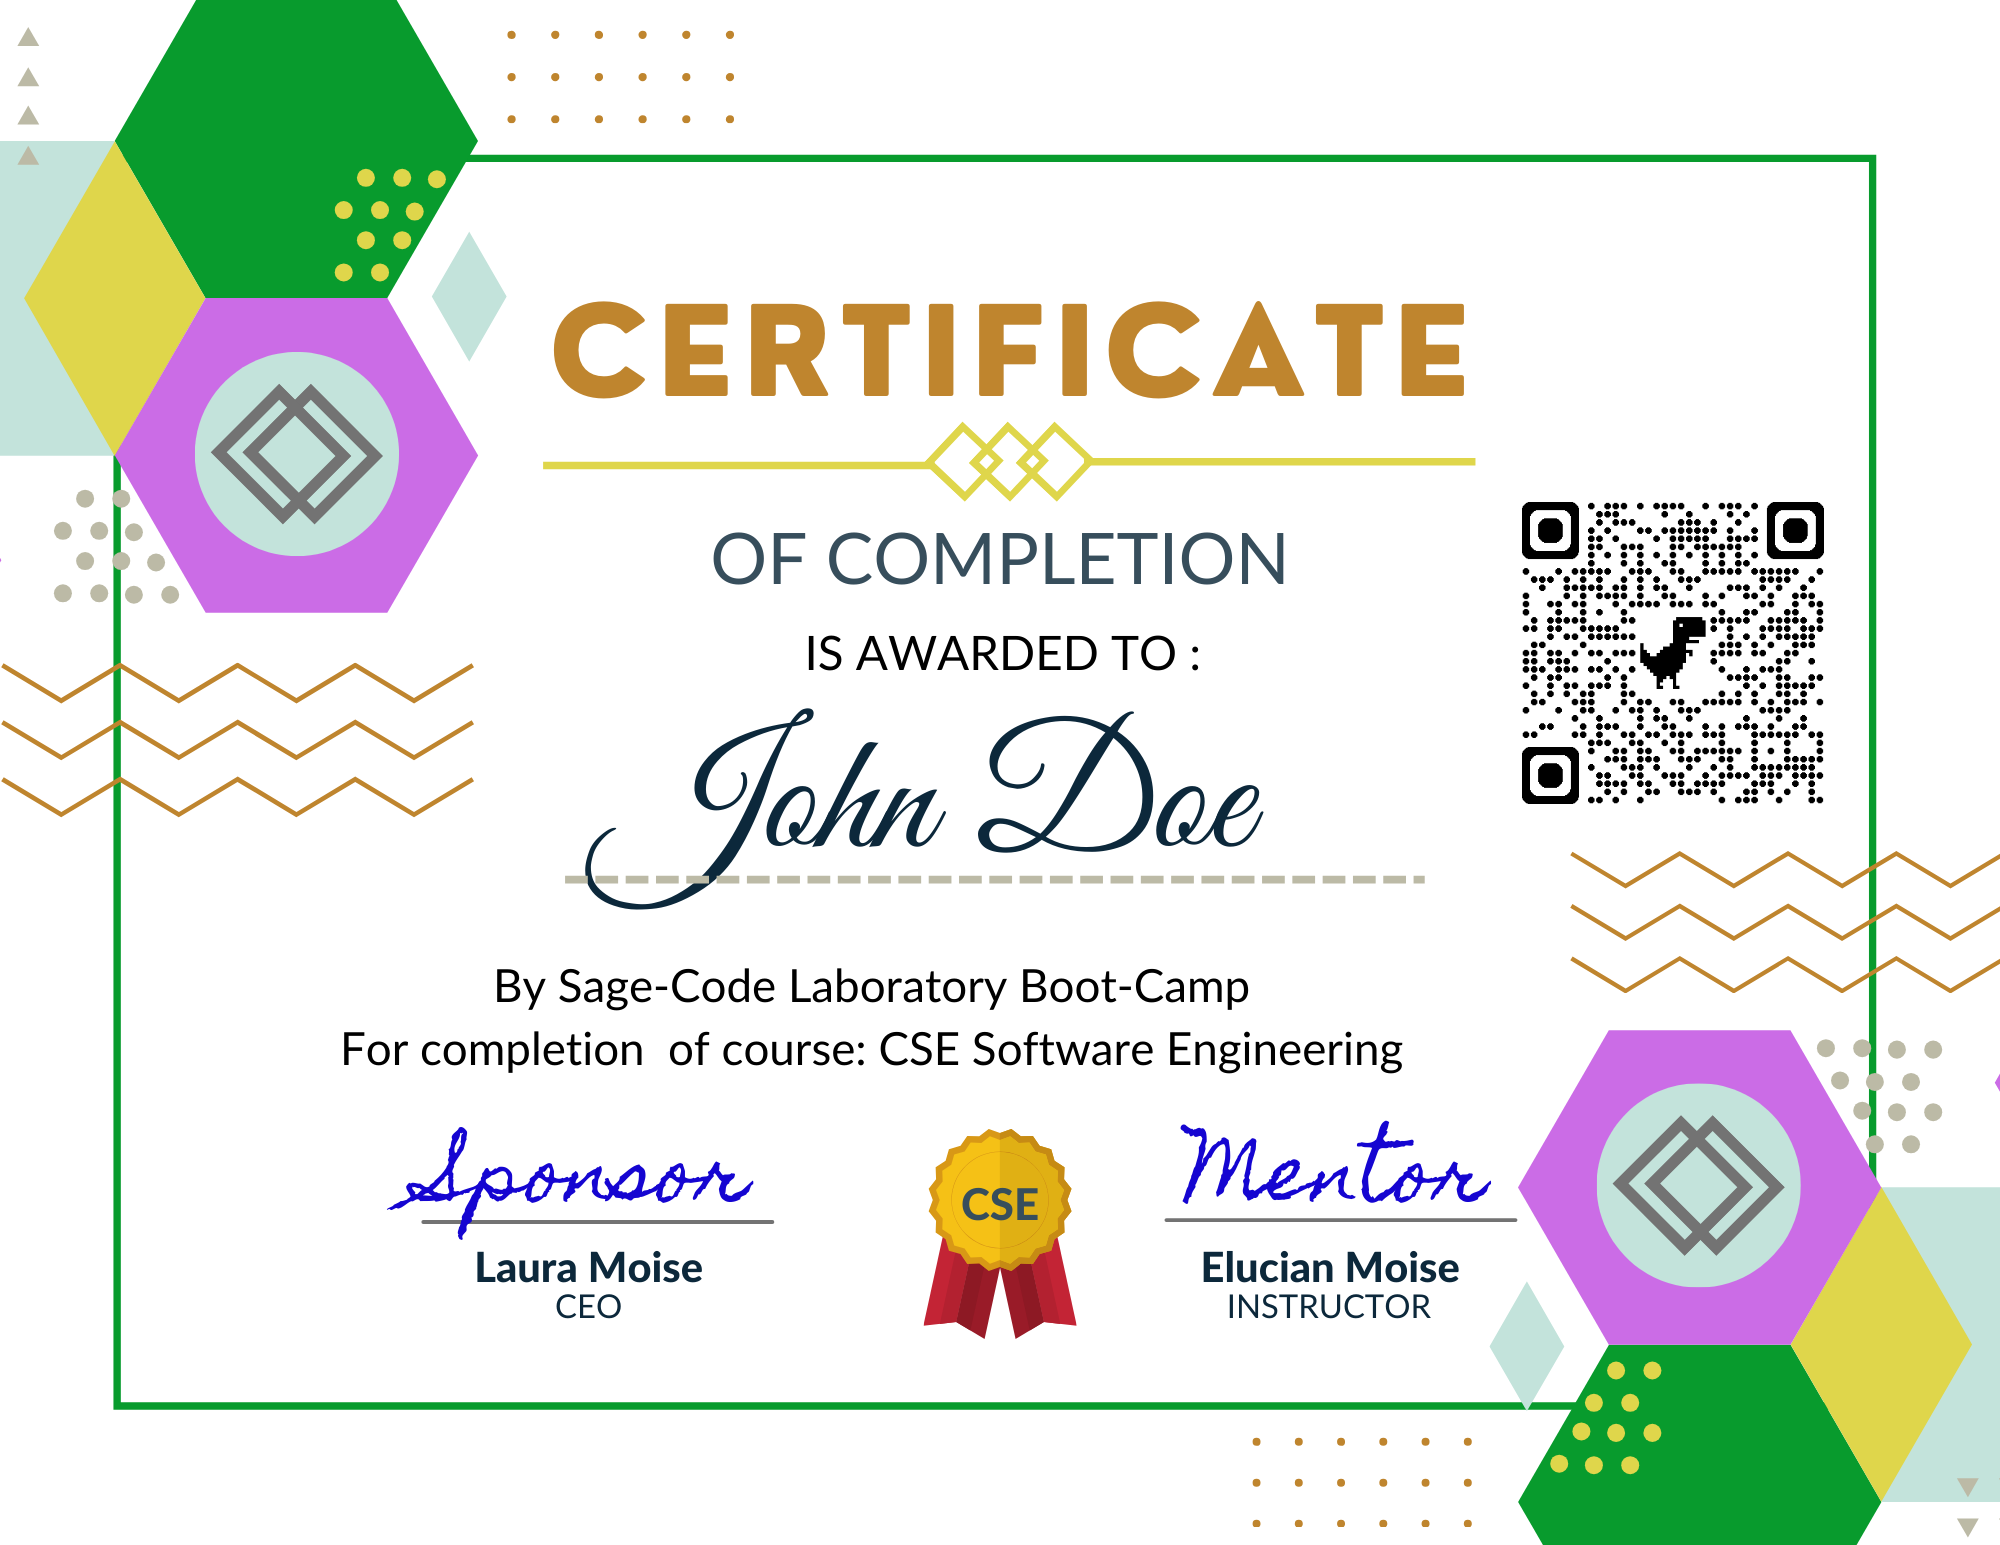 CERTIFICATE
OF COMPLETION
IS AWARDED TO :
John Doe
By Sage-Code Laboratory Boot-Camp
For completion of course: CSE Software Engineering
Sponsor
CSE
Mentor
Laura Moise
CEO
Elucian Moise
INSTRUCTOR